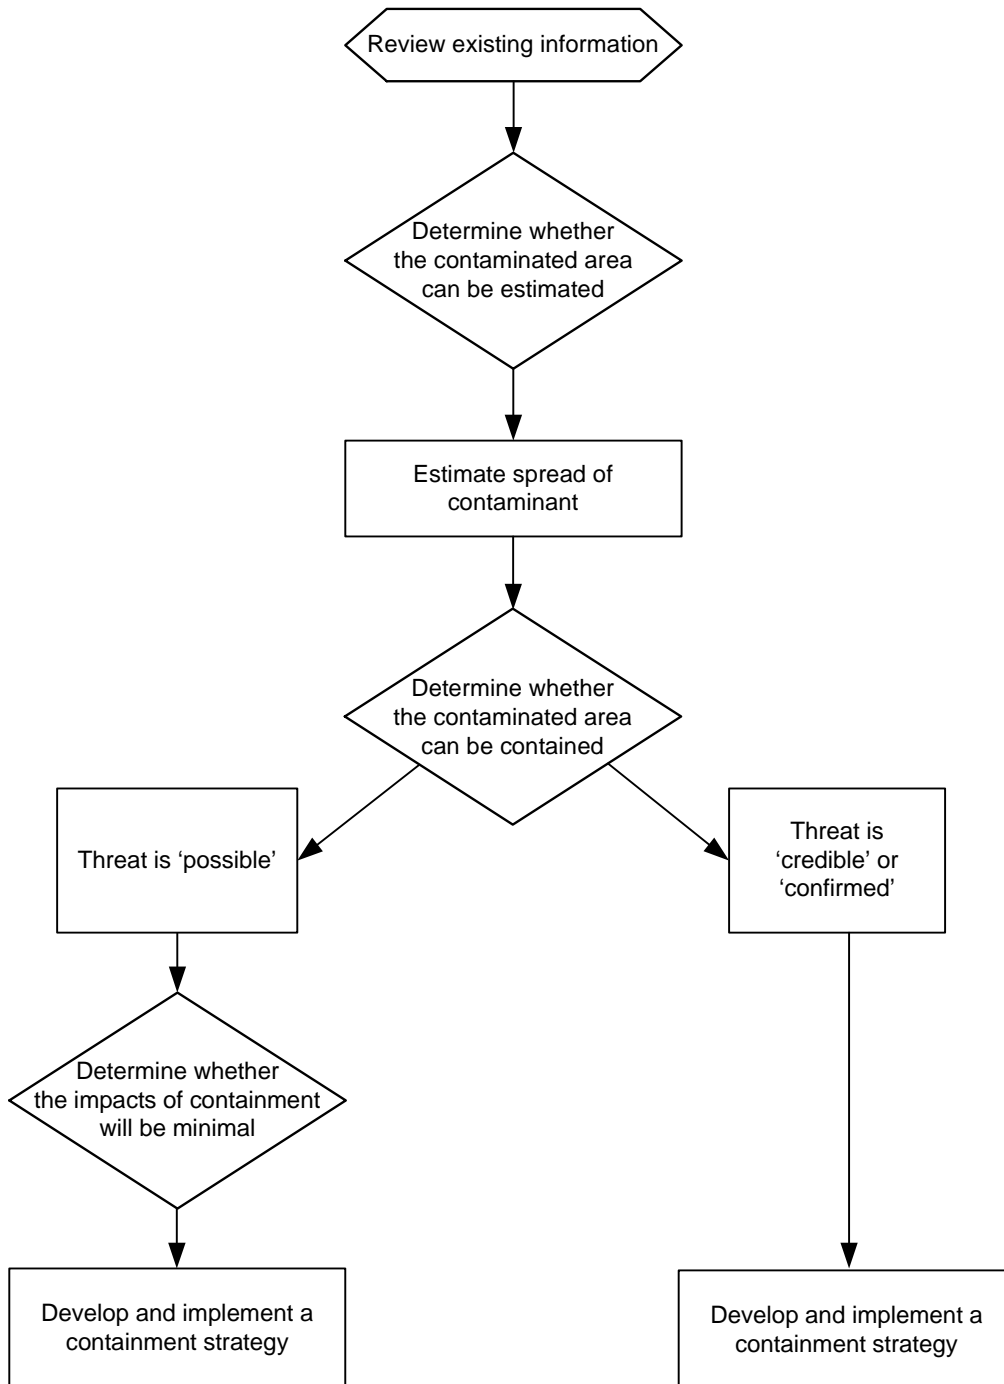 Review existing information
Determine whether
the contaminated area
can be estimated
Estimate spread of
contaminant
Determine whether
the contaminated area
can be contained
Threat is ‘possible’
Threat is
‘credible’ or
‘confirmed’
Determine whether
the impacts of containment
will be minimal
Develop and implement a
containment strategy
Develop and implement a
containment strategy